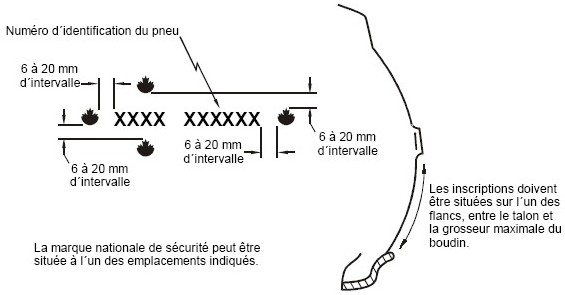 Numéro d´identification du pneu
6 à 20 mm
d´intervalle
XXXX XXXXXX
6 à 20 mm
d´intervalle
6 à 20 mm
d´intervalle
6 à 20 mm
d´intervalle
Les inscriptions doivent
être situées sur l´un des
flancs, entre le talon et
la grosseur maximale du
boudin.
La marque nationale de sécurité peut être
située à l´un des emplacements indiqués.